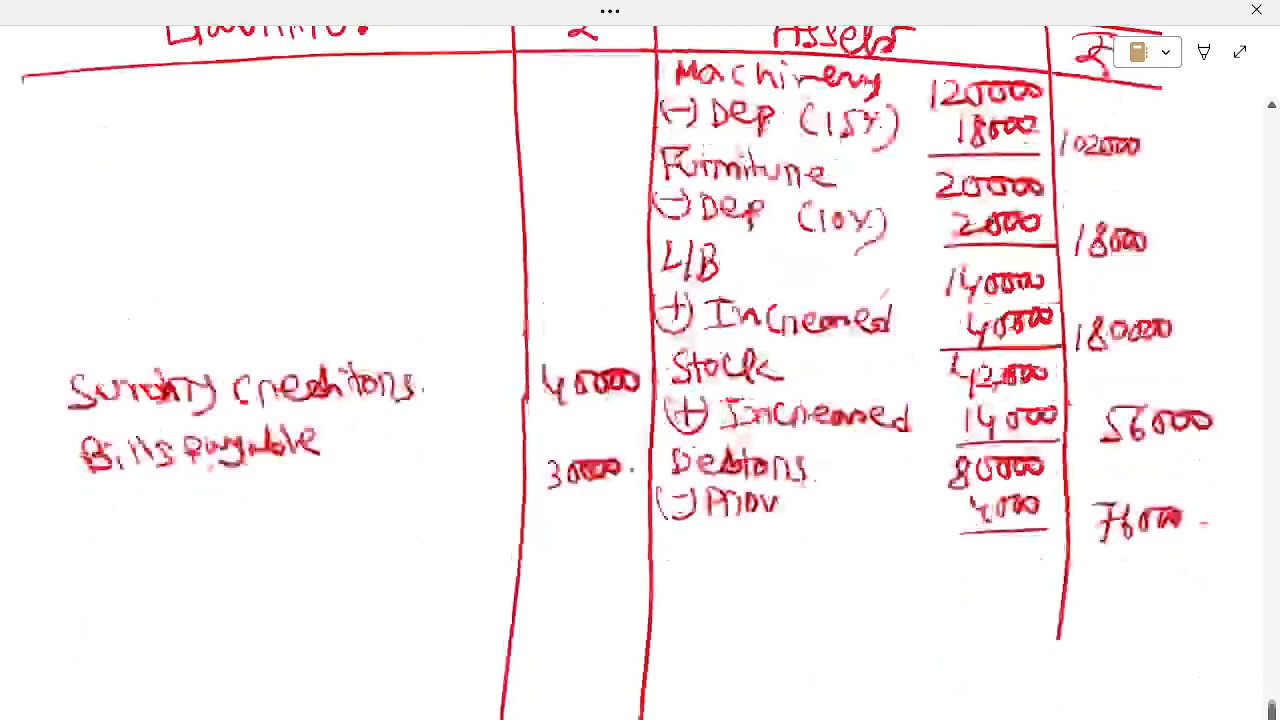 Assets
Machinery 120000
(-) Dep (15%) 18000 102000
Furniture 20000
(-) Dep (10%) 2000 18000
L/B 140000
(+) Increased 40000 180000
Stock 42000
Sundry creditors. 40000
(+) Increased 14000 56000
Bills payable 30000.
Debtors. 80000
(-) Prov 4000 76000